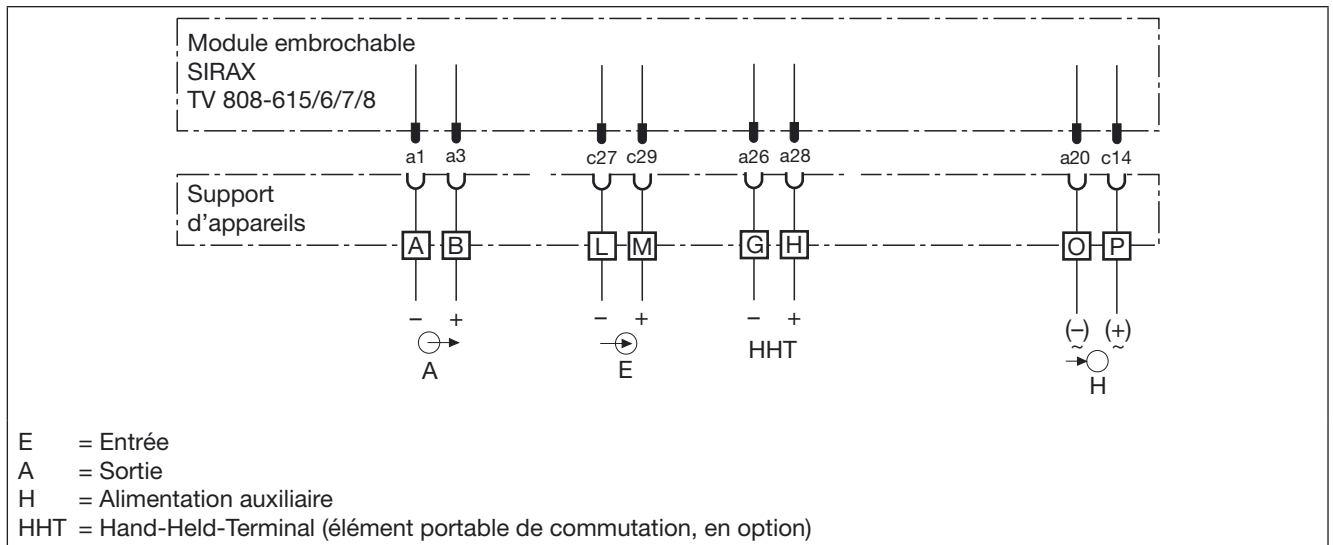 Module embrochable
SIRAX
TV 808-615/6/7/8
a1 a3 c27 c29 a26 a28 a20 c14
Support
d’appareils
A B L M G H O P
– + – + – + (–) (+)
~ ~
HHT
A E H
E = Entrée
A = Sortie
H = Alimentation auxiliaire
HHT = Hand-Held-Terminal (élément portable de commutation, en option)